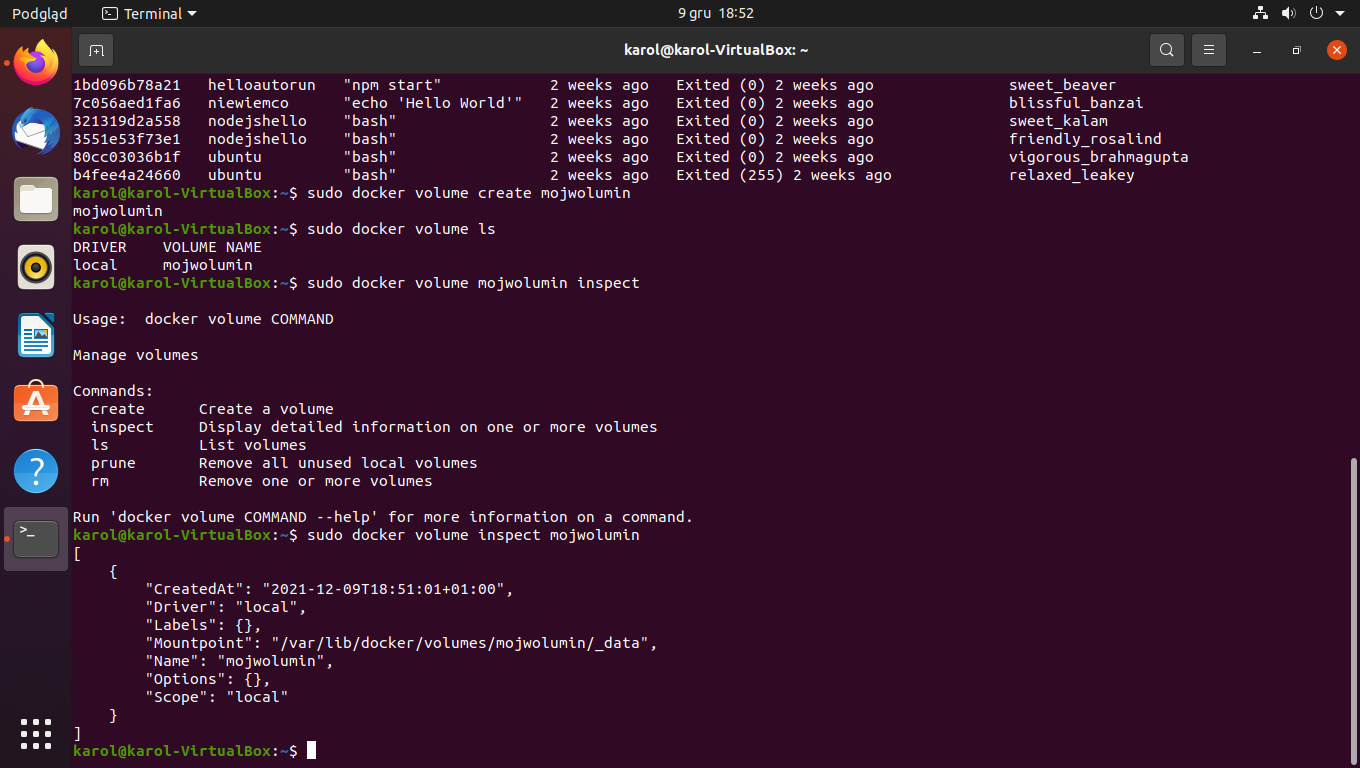 Podgląd Terminal 9 gru 18:52
karol@karol-VirtualBox: ~
1bd096b78a21   helloautorun   "npm start"            2 weeks ago   Exited (0) 2 weeks ago               sweet_beaver
7c056aed1fa6   niewiemco      "echo 'Hello World'"   2 weeks ago   Exited (0) 2 weeks ago               blissful_banzai
321319d2a558   nodejshello    "bash"                 2 weeks ago   Exited (0) 2 weeks ago               sweet_kalam
3551e53f73e1   nodejshello    "bash"                 2 weeks ago   Exited (0) 2 weeks ago               friendly_rosalind
80cc03036b1f   ubuntu         "bash"                 2 weeks ago   Exited (0) 2 weeks ago               vigorous_brahmagupta
b4fee4a24660   ubuntu         "bash"                 2 weeks ago   Exited (255) 2 weeks ago             relaxed_leakey
karol@karol-VirtualBox:~$ sudo docker volume create mojwolumin
mojwolumin
karol@karol-VirtualBox:~$ sudo docker volume ls
DRIVER    VOLUME NAME
local     mojwolumin
karol@karol-VirtualBox:~$ sudo docker volume mojwolumin inspect
Usage:  docker volume COMMAND
Manage volumes
Commands:
  create      Create a volume
  inspect     Display detailed information on one or more volumes
  ls          List volumes
  prune       Remove all unused local volumes
  rm          Remove one or more volumes
Run 'docker volume COMMAND --help' for more information on a command.
karol@karol-VirtualBox:~$ sudo docker volume inspect mojwolumin
[
    {
        "CreatedAt": "2021-12-09T18:51:01+01:00",
        "Driver": "local",
        "Labels": {},
        "Mountpoint": "/var/lib/docker/volumes/mojwolumin/_data",
        "Name": "mojwolumin",
        "Options": {},
        "Scope": "local"
    }
]
karol@karol-VirtualBox:~$